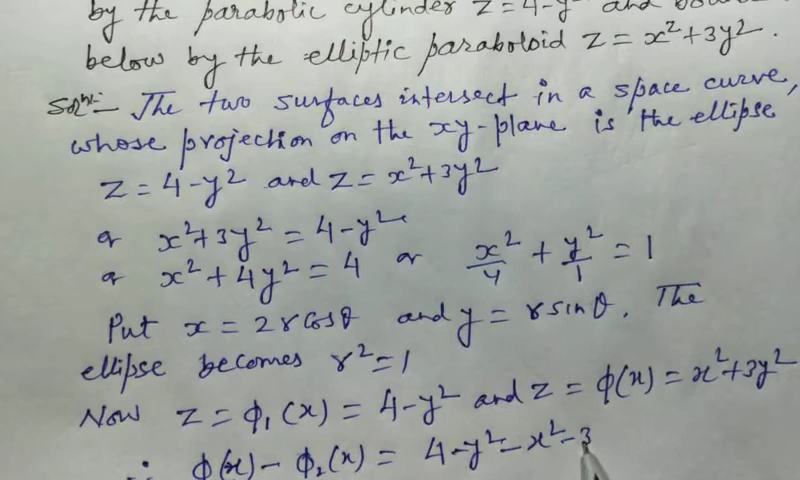 by the parabolic cylinder z = 4-y² and
below by the elliptic paraboloid z = x²+3y².
Soln:- The two surfaces intersect in a space curve,
whose projection on the xy-plane is the ellipse
z = 4-y² and z = x²+3y²
or x²+3y² = 4-y²
or x²+4y² = 4 or x²/4 + y²/1 = 1
Put x = 2r cosθ and y = r sinθ. The
ellipse becomes r² = 1
Now z = φ₁(x) = 4-y² and z = φ(x) = x²+3y²
∴ φ(x) - φ₂(x) = 4-y²-x²-3